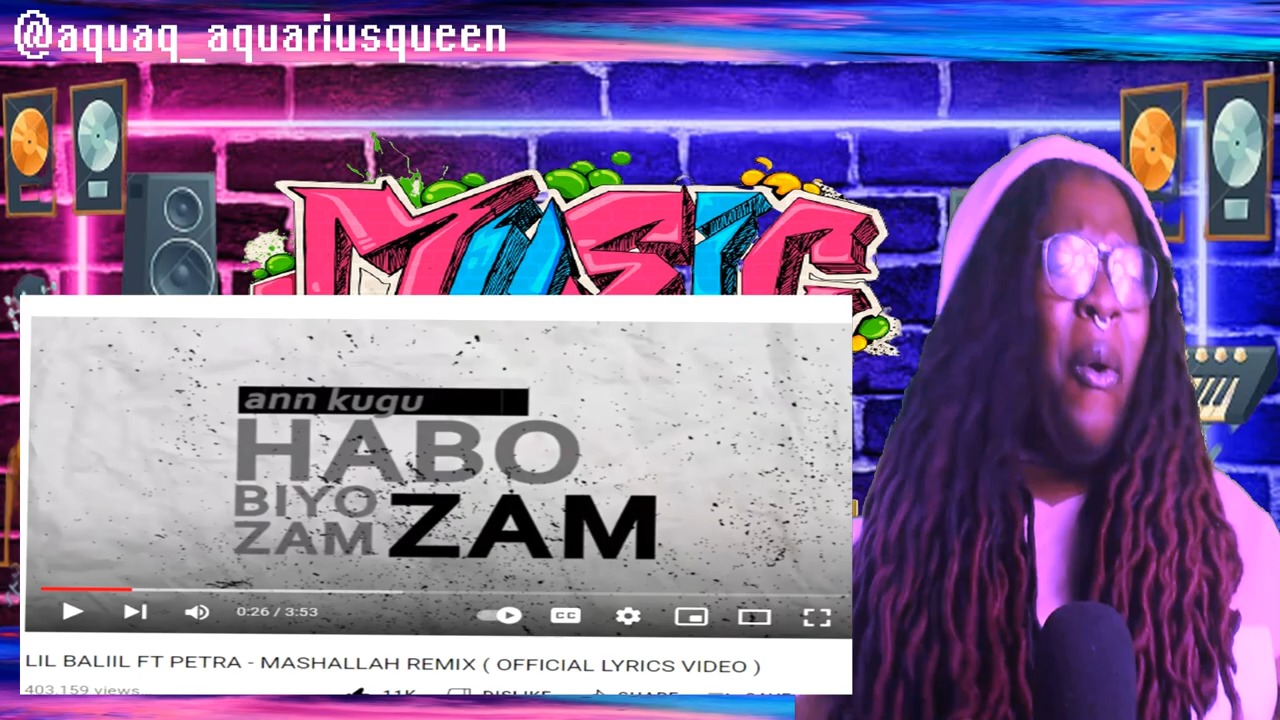 @aquaq_aquariusqueen
MUSIC
ann kugu
HABO
BIYO
ZAM ZAM
0:26 / 3:53
CC
LIL BALIIL FT PETRA - MASHALLAH REMIX ( OFFICIAL LYRICS VIDEO )
403,159 views 11K DISLIKE SHARE SAVE